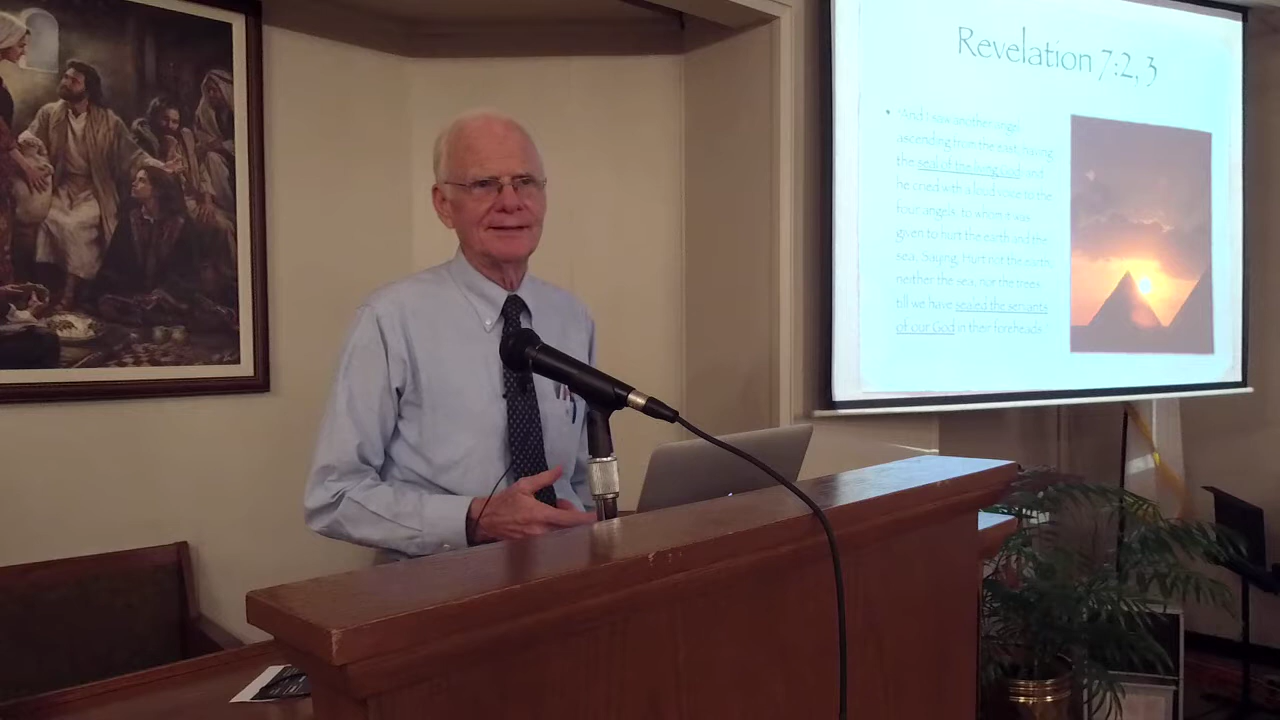 Revelation 7:2, 3
• "And I saw another angel
ascending from the east, having
the seal of the living God: and
he cried with a loud voice to the
four angels, to whom it was
given to hurt the earth and the
sea, Saying, Hurt not the earth,
neither the sea, nor the trees,
till we have sealed the servants
of our God in their foreheads